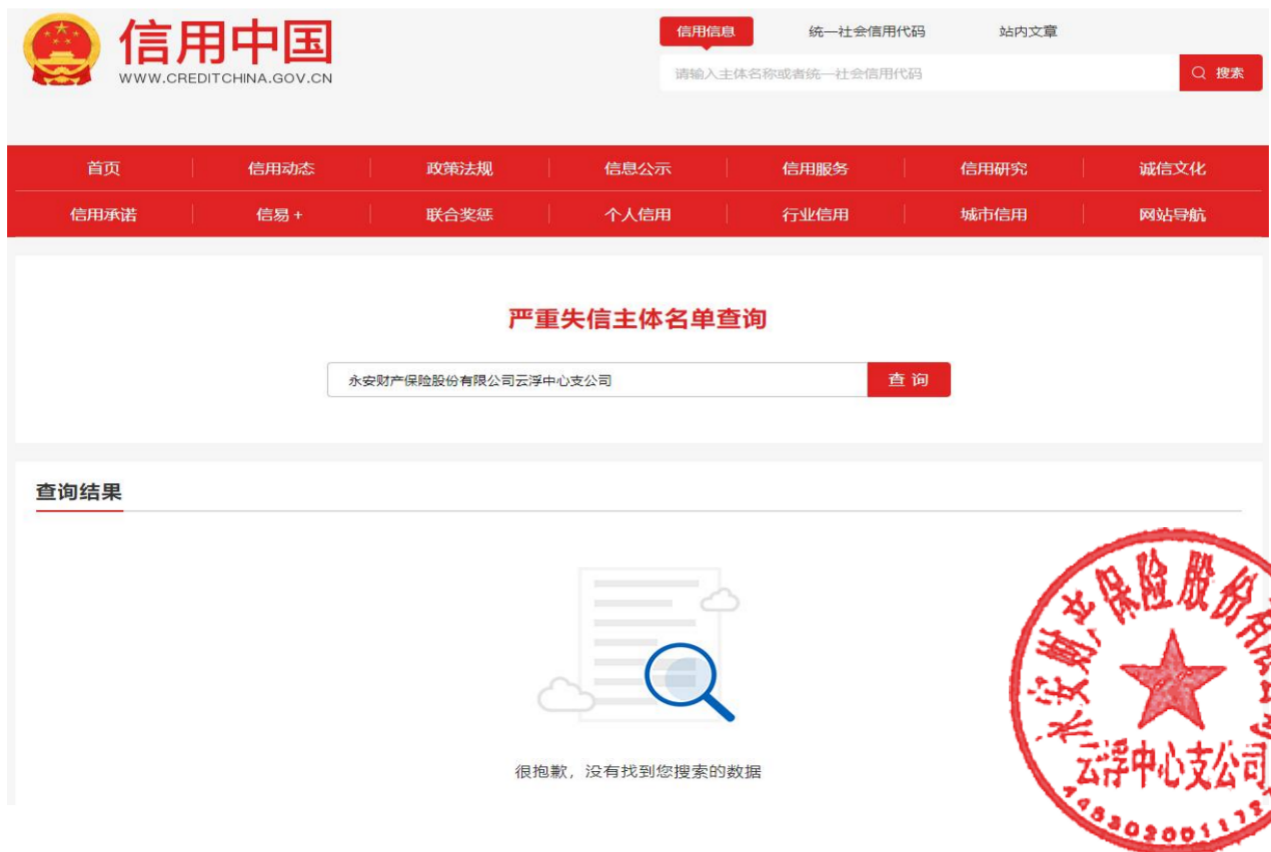 信用中国
WWW.CREDITCHINA.GOV.CN
信用信息 统一社会信用代码 站内文章
请输入主体名称或者统一社会信用代码 搜索
首页 信用动态 政策法规 信息公示 信用服务 信用研究 诚信文化
信用承诺 信易+ 联合奖惩 个人信用 行业信用 城市信用 网站导航
严重失信主体名单查询
永安财产保险股份有限公司云浮中心支公司 查询
查询结果
很抱歉，没有找到您搜索的数据
永安财产保险股份有限公司
云浮中心支公司